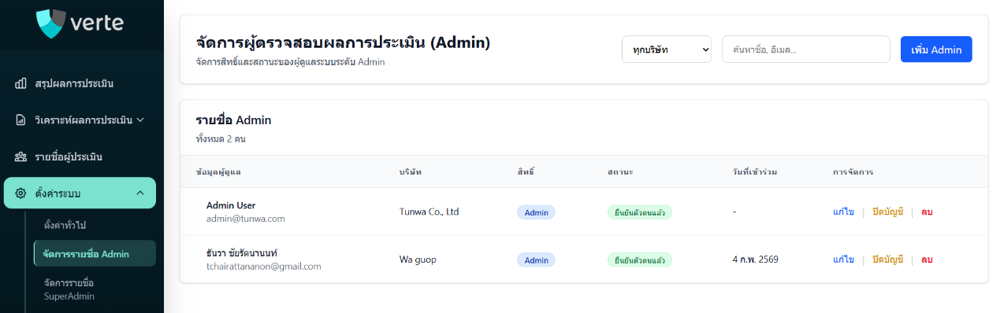 verte
สรุปผลการประเมิน
วิเคราะห์ผลการประเมิน
รายชื่อผู้ประเมิน
ตั้งค่าระบบ
ตั้งค่าทั่วไป
จัดการรายชื่อ Admin
จัดการรายชื่อ
SuperAdmin
จัดการผู้ตรวจสอบผลการประเมิน (Admin)
จัดการสิทธิ์และสถานะของผู้ดูแลระบบระดับ Admin
ทุกบริษัท
ค้นหาชื่อ, อีเมล...
เพิ่ม Admin
รายชื่อ Admin
ทั้งหมด 2 คน
ข้อมูลผู้ดูแล บริษัท สิทธิ์ สถานะ วันที่เข้าร่วม การจัดการ
Admin User
admin@tunwa.com
Tunwa Co., Ltd Admin ยืนยันตัวตนแล้ว - แก้ไข | ปิดบัญชี | ลบ
ธันวา ชัยรัตนานนท์
tchairattananon@gmail.com
Wa guop Admin ยืนยันตัวตนแล้ว 4 ก.พ. 2569 แก้ไข | ปิดบัญชี | ลบ